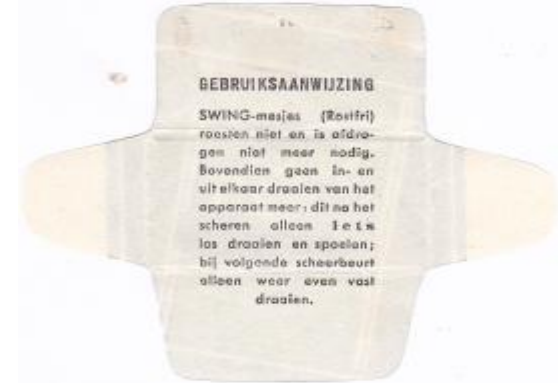 GEBRUIKSAANWIJZING
SWING-mesjes (Rostfri)
roesten niet en is afdro-
gen niet meer nodig.
Bovendien geen in- en
uit elkaar draaien van het
apparaat meer: dit na het
scheren alleen iets
los draaien en spoelen;
bij volgende scheerbeurt
alleen weer even vast
draaien.